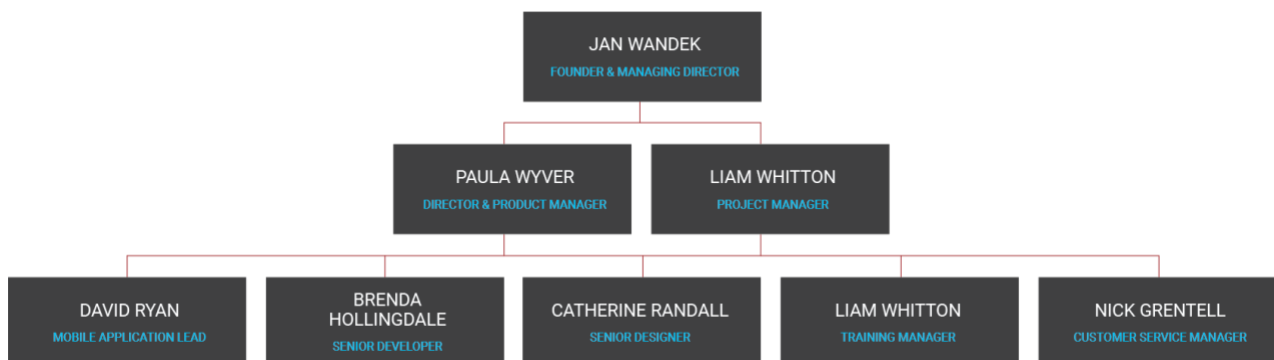 JAN WANDEK
FOUNDER & MANAGING DIRECTOR
PAULA WYVER
DIRECTOR & PRODUCT MANAGER
LIAM WHITTON
PROJECT MANAGER
DAVID RYAN
MOBILE APPLICATION LEAD
BRENDA
HOLLINGDALE
SENIOR DEVELOPER
CATHERINE RANDALL
SENIOR DESIGNER
LIAM WHITTON
TRAINING MANAGER
NICK GRENTELL
CUSTOMER SERVICE MANAGER